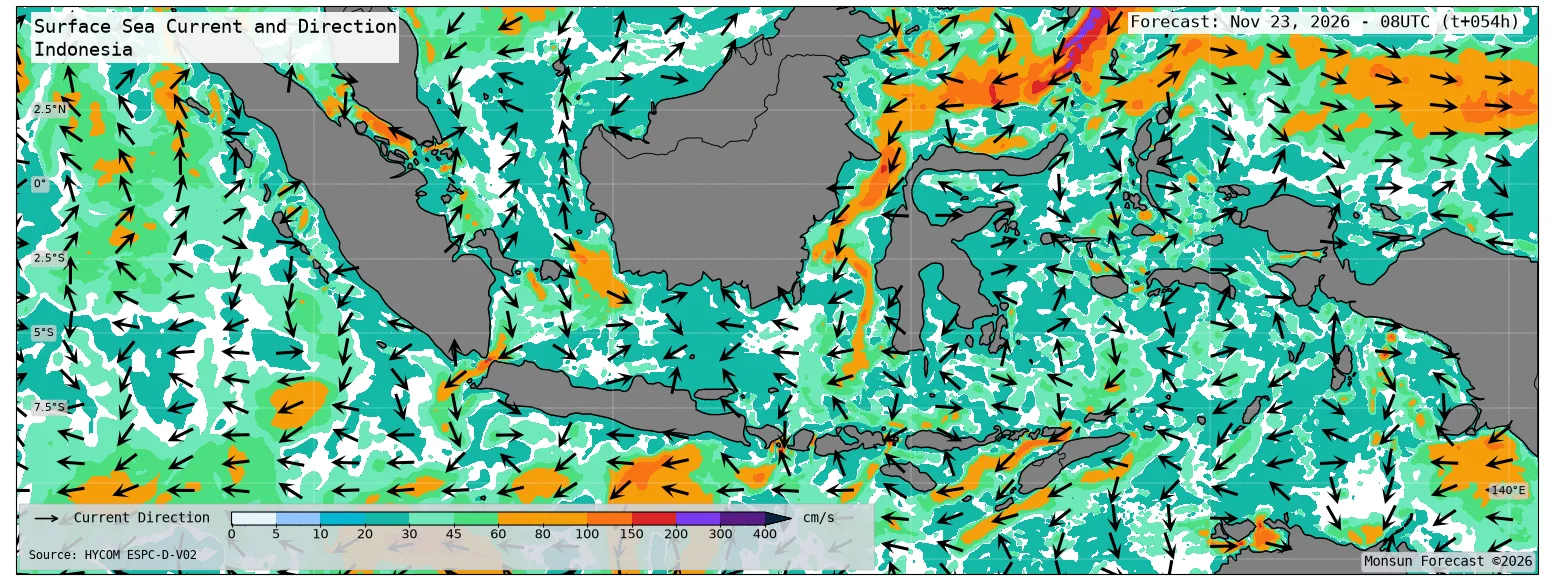 Surface Sea Current and Direction
Indonesia
Forecast: Nov 23, 2026 - 08UTC (t+054h)
2.5°N
0°
2.5°S
5°S
7.5°S
140°E
Current Direction
0 5 10 20 30 45 60 80 100 150 200 300 400 cm/s
Source: HYCOM ESPC-D-V02
Monsun Forecast ©2026